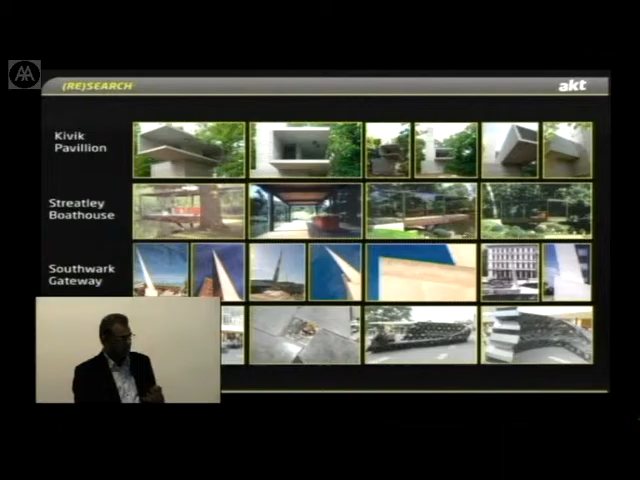 AA
(RE)SEARCH
akt
Kivik
Pavillion
Streatley
Boathouse
Southwark
Gateway